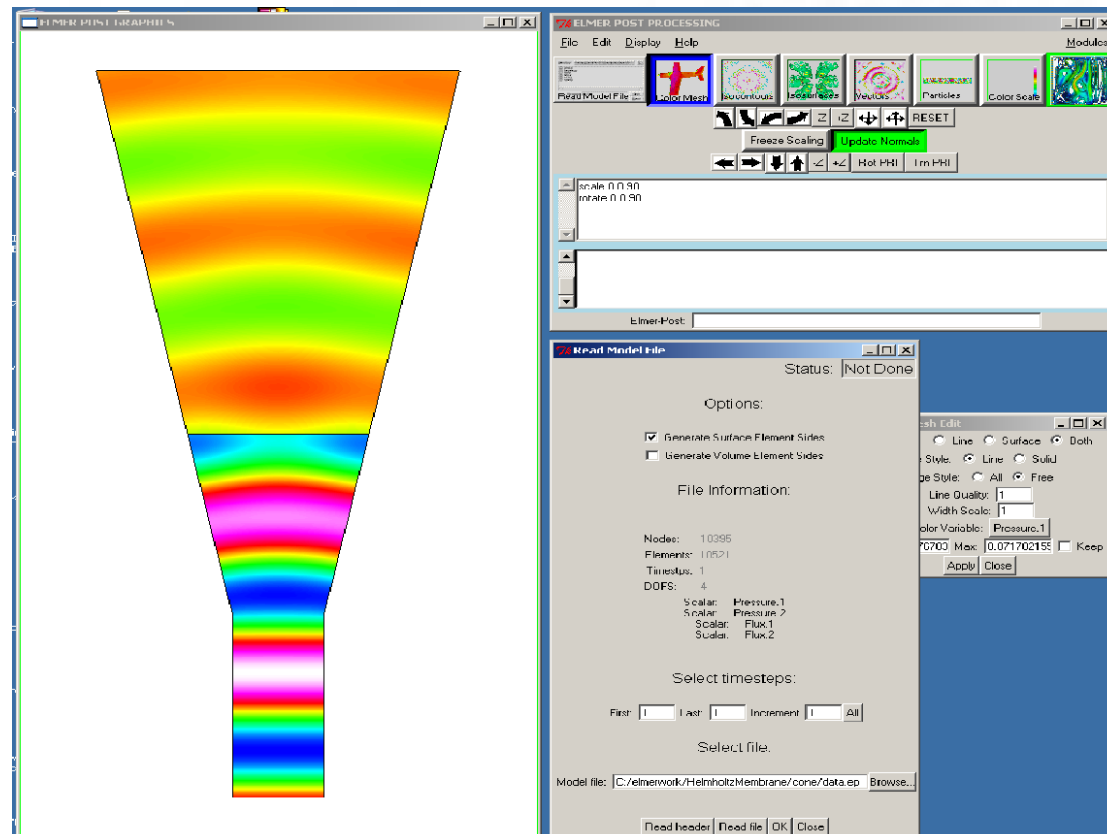 ELMER POST GRAPHICS
ELMER POST PROCESSING
File Edit Display Help Modules
Read Model File Color Mesh Isocontours Isosurfaces Vectors Particles Color Scale
RESET
Freeze Scaling Update Normals
-Z +Z Rot PRI Trn PRI
scale 0 0 90
rotate 0 0 90
Elmer-Post:
Read Model File
Status: Not Done
Options:
Generate Surface Element Sides
Generate Volume Element Sides
File Information:
Nodes: 10395
Elements: 10521
Timestps: 1
DOFS: 4
Scalar: Pressure.1
Scalar: Pressure.2
Scalar: Flux.1
Scalar: Flux.2
Select timesteps:
First: 1 Last: 1 Increment 1 All
Select file:
Model file: C:/elmerwork/HelmholtzMembrane/cone/data.ep Browse...
Read header Read file OK Close
esh Edit
Line Surface Both
e Style: Line Solid
ge Style: All Free
Line Quality: 1
Width Scale: 1
olor Variable: Pressure.1
76703 Max: 0.071702155 Keep
Apply Close